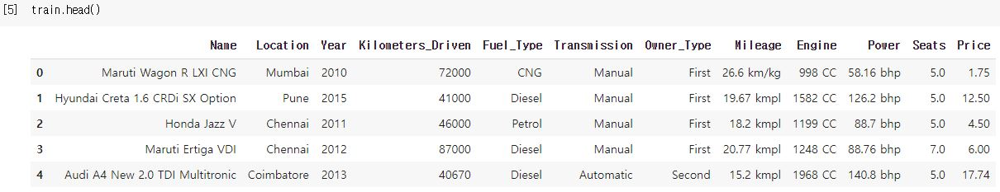 [5] train.head()
Name Location Year Kilometers_Driven Fuel_Type Transmission Owner_Type Mileage Engine Power Seats Price
0 Maruti Wagon R LXI CNG Mumbai 2010 72000 CNG Manual First 26.6 km/kg 998 CC 58.16 bhp 5.0 1.75
1 Hyundai Creta 1.6 CRDi SX Option Pune 2015 41000 Diesel Manual First 19.67 kmpl 1582 CC 126.2 bhp 5.0 12.50
2 Honda Jazz V Chennai 2011 46000 Petrol Manual First 18.2 kmpl 1199 CC 88.7 bhp 5.0 4.50
3 Maruti Ertiga VDI Chennai 2012 87000 Diesel Manual First 20.77 kmpl 1248 CC 88.76 bhp 7.0 6.00
4 Audi A4 New 2.0 TDI Multitronic Coimbatore 2013 40670 Diesel Automatic Second 15.2 kmpl 1968 CC 140.8 bhp 5.0 17.74